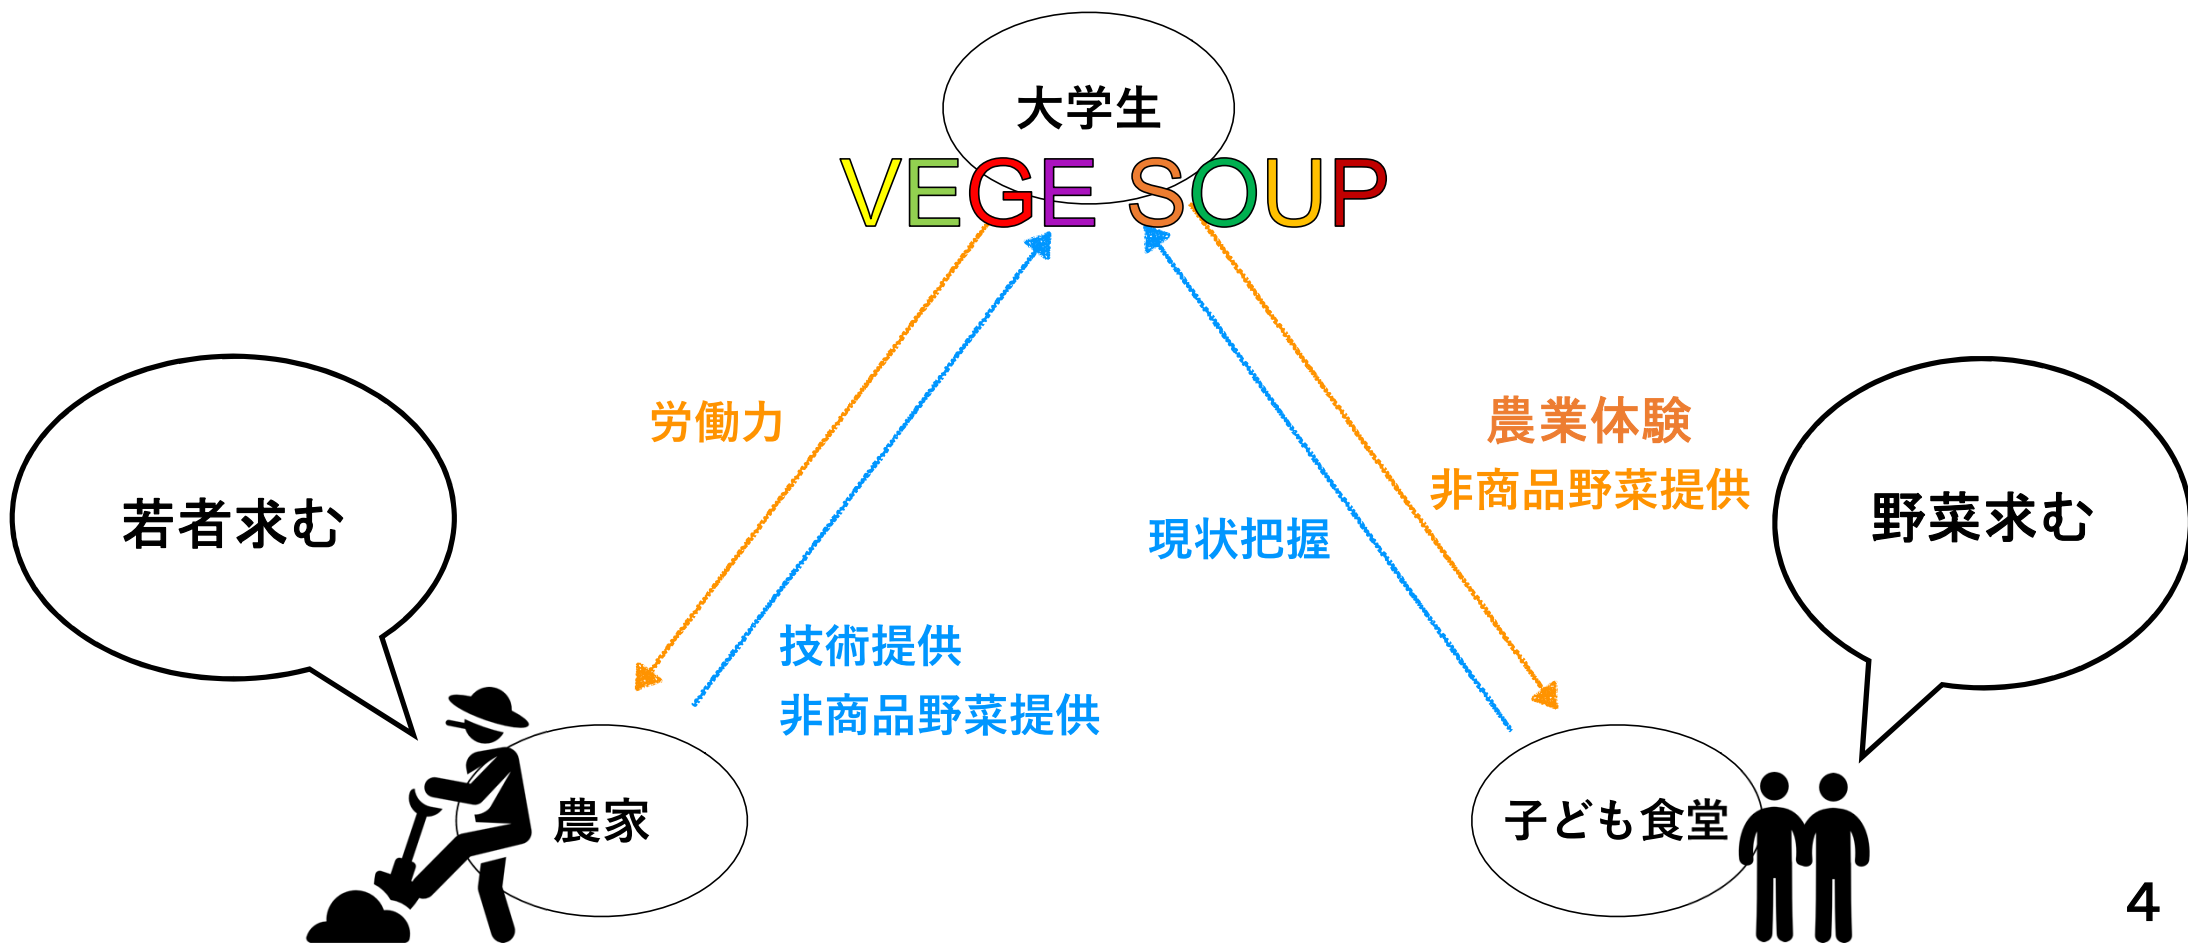 大学生
VEGE SOUP
労働力
農業体験
非商品野菜提供
若者求む
野菜求む
現状把握
技術提供
非商品野菜提供
農家
子ども食堂
4